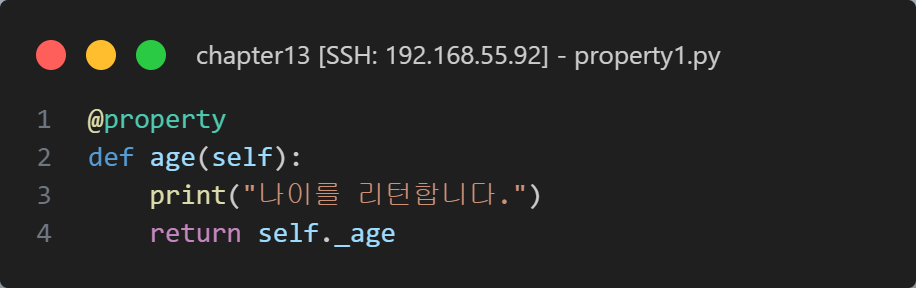 chapter13 [SSH: 192.168.55.92] - property1.py
1 @property
2 def age(self):
3     print("나이를 리턴합니다.")
4     return self._age